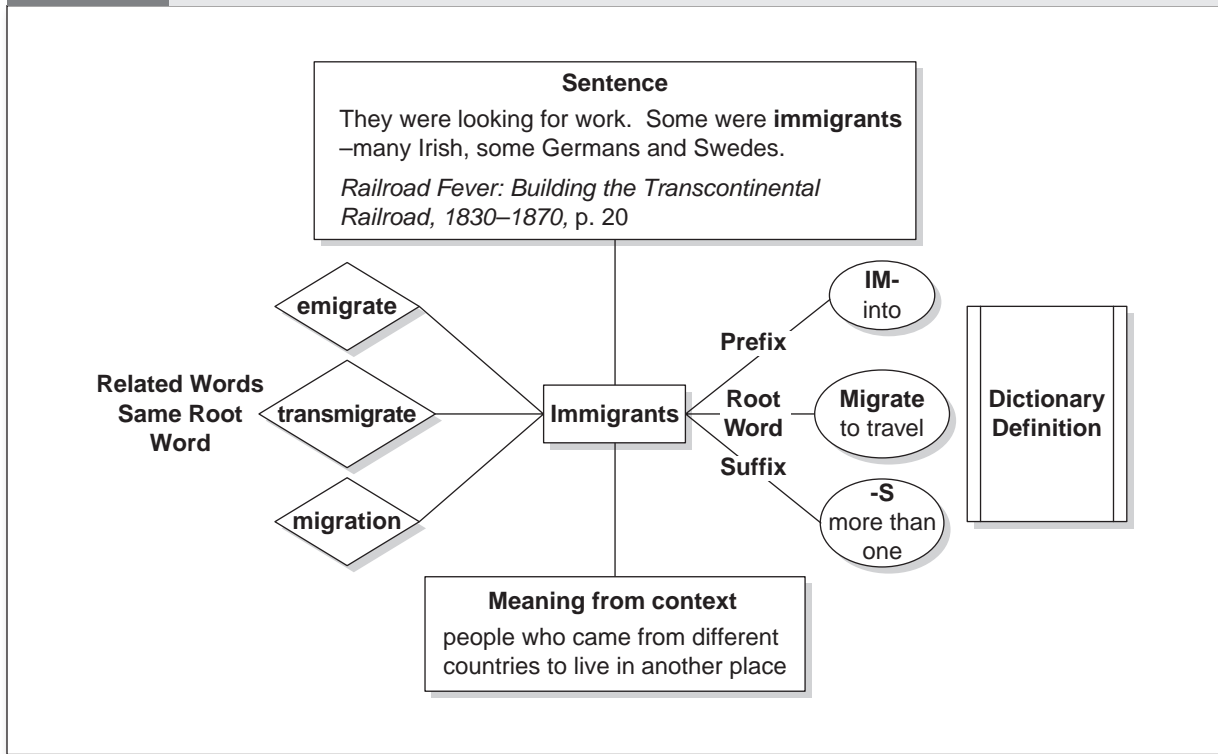 Sentence
They were looking for work.  Some were immigrants
–many Irish, some Germans and Swedes.
Railroad Fever: Building the Transcontinental
Railroad, 1830–1870, p. 20
Related Words
Same Root
Word
emigrate
transmigrate
migration
Immigrants
Prefix
IM-
into
Root
Word
Migrate
to travel
Suffix
-S
more than
one
Dictionary
Definition
Meaning from context
people who came from different
countries to live in another place